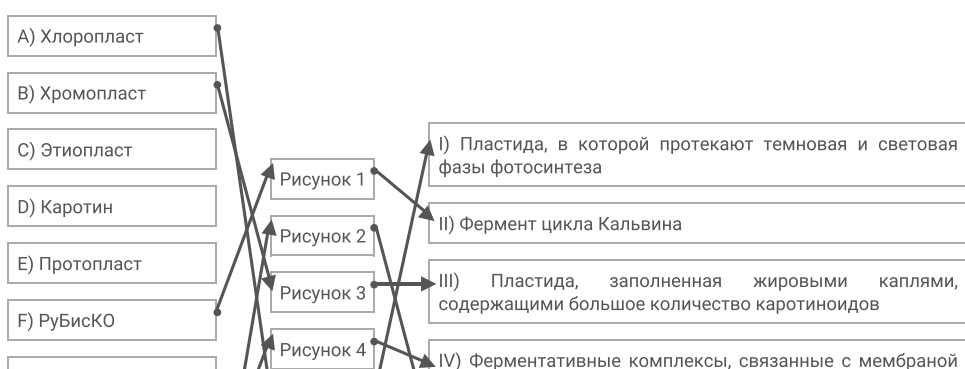 A) Хлоропласт
B) Хромопласт
C) Этиопласт
D) Каротин
E) Протопласт
F) РуБисКО
Рисунок 1
Рисунок 2
Рисунок 3
Рисунок 4
I) Пластида, в которой протекают темновая и световая
фазы фотосинтеза
II) Фермент цикла Кальвина
III) Пластида, заполненная жировыми каплями,
содержащими большое количество каротиноидов
IV) Ферментативные комплексы, связанные с мембраной